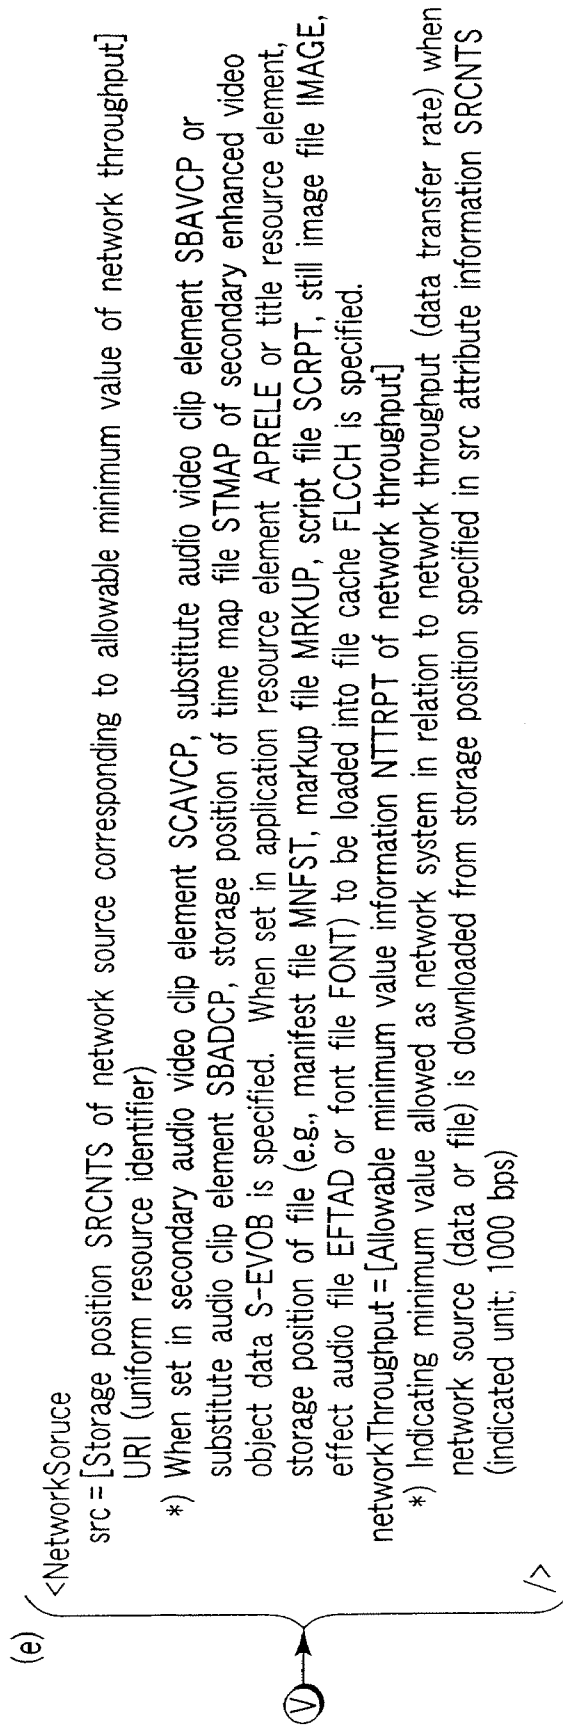 (e)
<NetworkSoruce
src = [Storage position SRCNTS of network source corresponding to allowable minimum value of network throughput]
URI (uniform resource identifier)
*) When set in secondary audio video clip element SCAVCP, substitute audio video clip element SBAVCP or
substitute audio clip element SBADCP, storage position of time map file STMAP of secondary enhanced video
object data S-EVOB is specified. When set in application resource element APRELE or title resource element,
storage position of file (e.g., manifest file MNFST, markup file MRKUP, script file SCRPT, still image file IMAGE,
effect audio file EFTAD or font file FONT) to be loaded into file cache FLCCH is specified.
networkThroughput = [Allowable minimum value information NTTRPT of network throughput]
*) Indicating minimum value allowed as network system in relation to network throughput (data transfer rate) when
network source (data or file) is downloaded from storage position specified in src attribute information SRCNTS
(indicated unit; 1000 bps)
/>
V